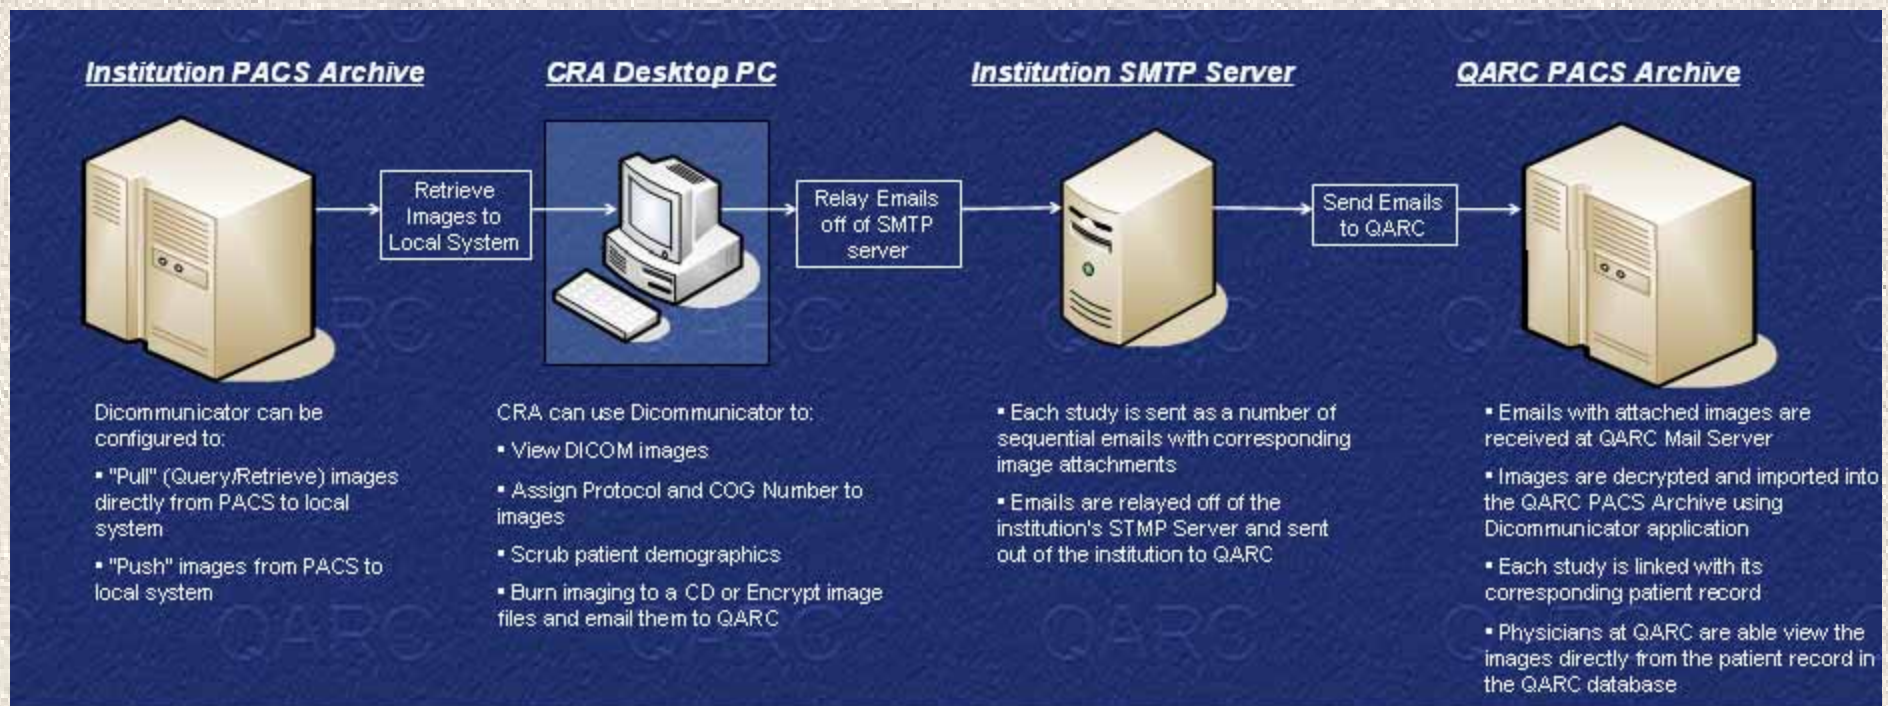 Institution PACS Archive
CRA Desktop PC
Institution SMTP Server
QARC PACS Archive
Retrieve
Images to
Local System
Relay Emails
off of SMTP
server
Send Emails
to QARC
Dicommunicator can be
configured to:
▪ "Pull" (Query/Retrieve) images
directly from PACS to local
system
▪ "Push" images from PACS to
local system
CRA can use Dicommunicator to:
▪ View DICOM images
▪ Assign Protocol and COG Number to
images
▪ Scrub patient demographics
▪ Burn imaging to a CD or Encrypt image
files and email them to QARC
▪ Each study is sent as a number of
sequential emails with corresponding
image attachments
▪ Emails are relayed off of the
institution's STMP Server and sent
out of the institution to QARC
▪ Emails with attached images are
received at QARC Mail Server
▪ Images are decrypted and imported into
the QARC PACS Archive using
Dicommunicator application
▪ Each study is linked with its
corresponding patient record
▪ Physicians at QARC are able view the
images directly from the patient record in
the QARC database